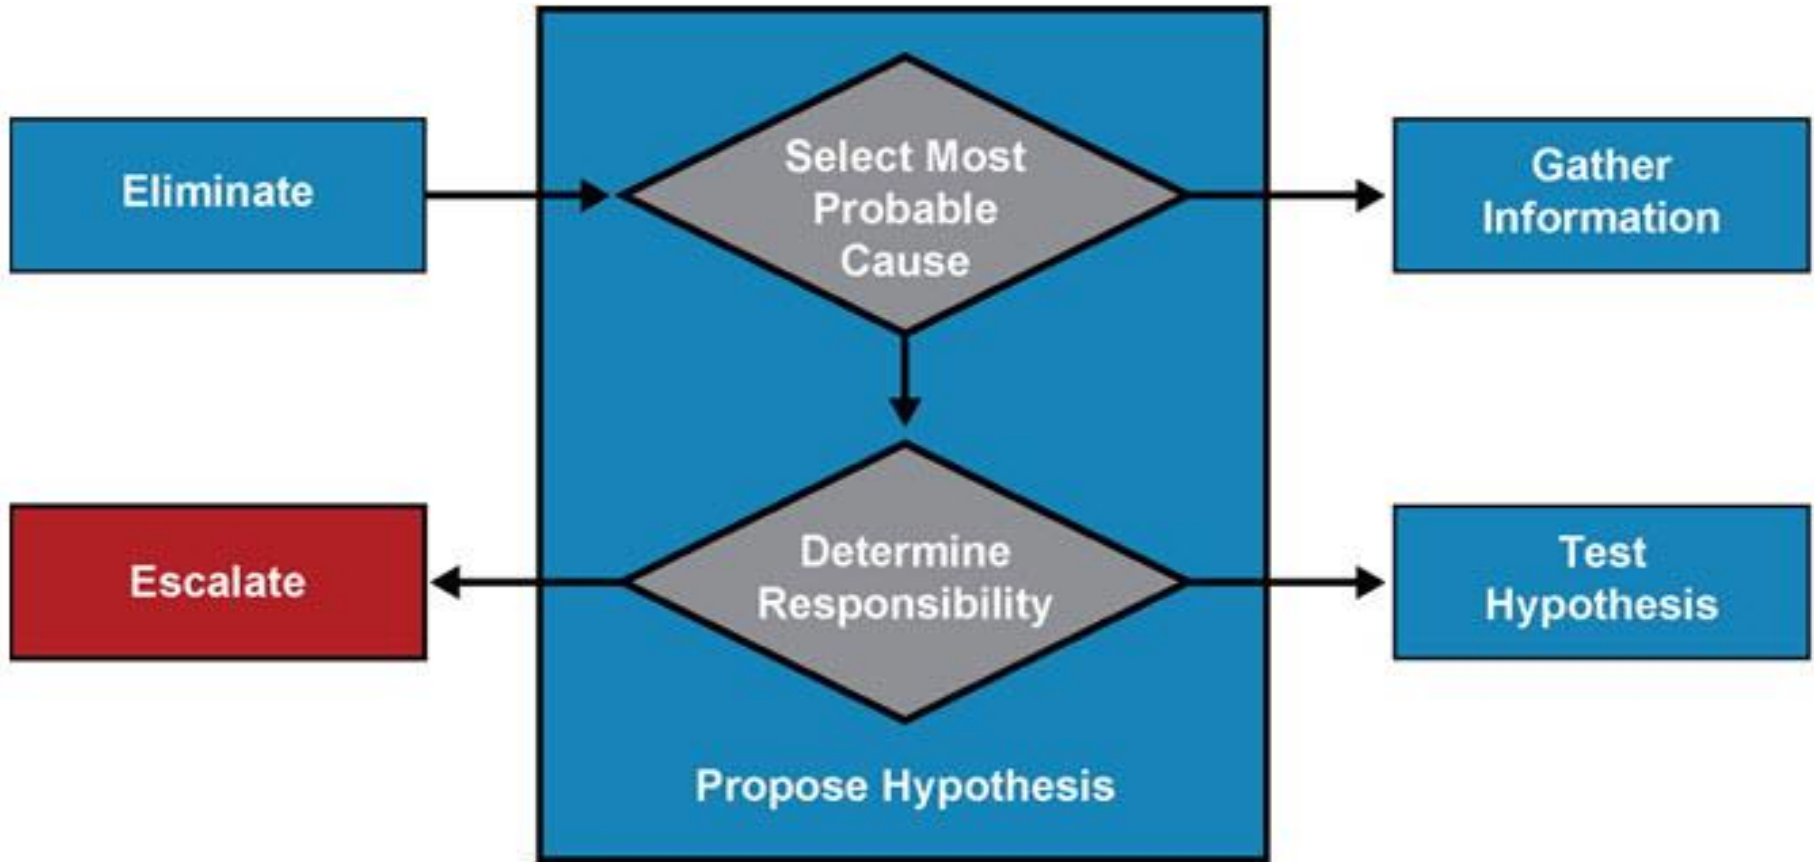 Eliminate
Select Most
Probable
Cause
Gather
Information
Escalate
Determine
Responsibility
Test
Hypothesis
Propose Hypothesis